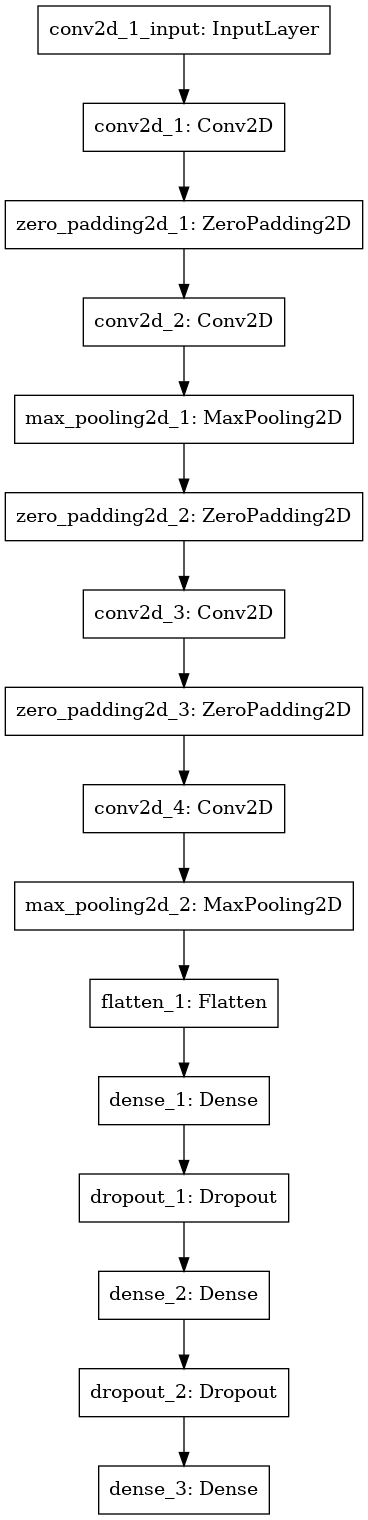 conv2d_1_input: InputLayer
conv2d_1: Conv2D
zero_padding2d_1: ZeroPadding2D
conv2d_2: Conv2D
max_pooling2d_1: MaxPooling2D
zero_padding2d_2: ZeroPadding2D
conv2d_3: Conv2D
zero_padding2d_3: ZeroPadding2D
conv2d_4: Conv2D
max_pooling2d_2: MaxPooling2D
flatten_1: Flatten
dense_1: Dense
dropout_1: Dropout
dense_2: Dense
dropout_2: Dropout
dense_3: Dense